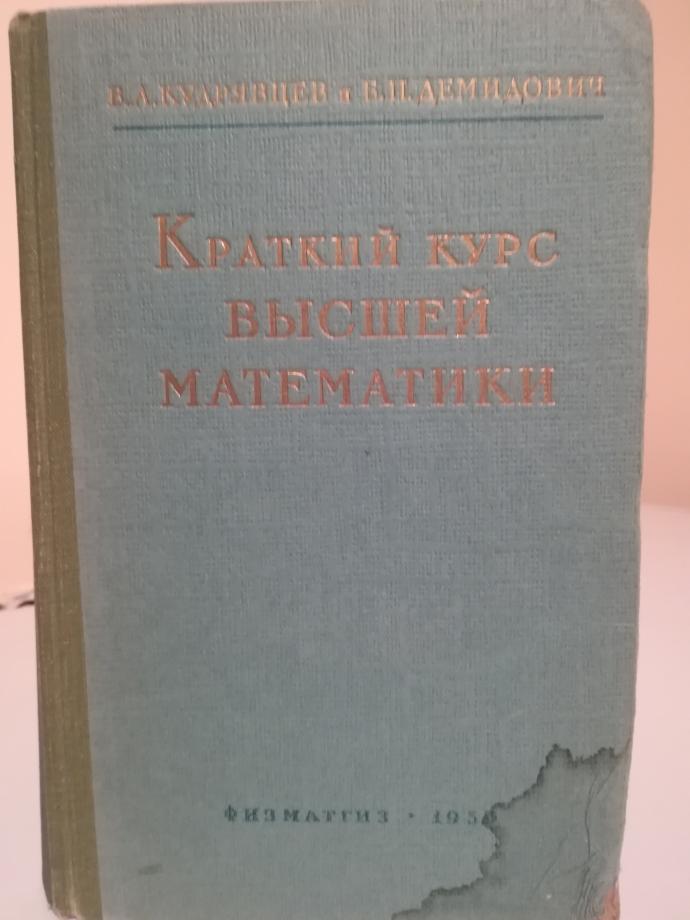 В. А. КУДРЯВЦЕВ и Б. П. ДЕМИДОВИЧ
КРАТКИЙ КУРС
ВЫСШЕЙ
МАТЕМАТИКИ
ФИЗМАТГИЗ •